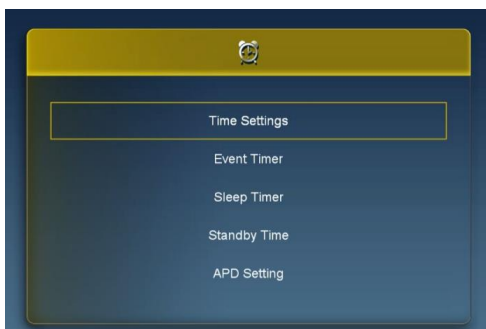 Time Settings
Event Timer
Sleep Timer
Standby Time
APD Setting